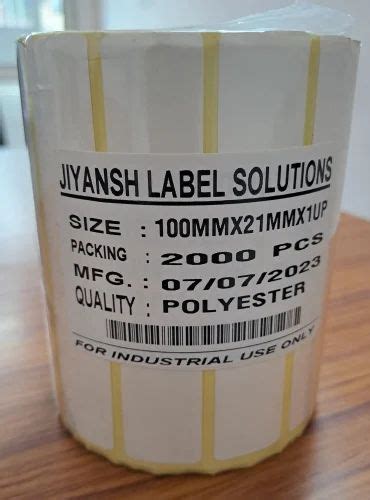 JIYANSH LABEL SOLUTIONS
SIZE : 100MMX21MMX1UP
PACKING : 2000 PCS
MFG. : 07/07/2023
QUALITY : POLYESTER
FOR INDUSTRIAL USE ONLY